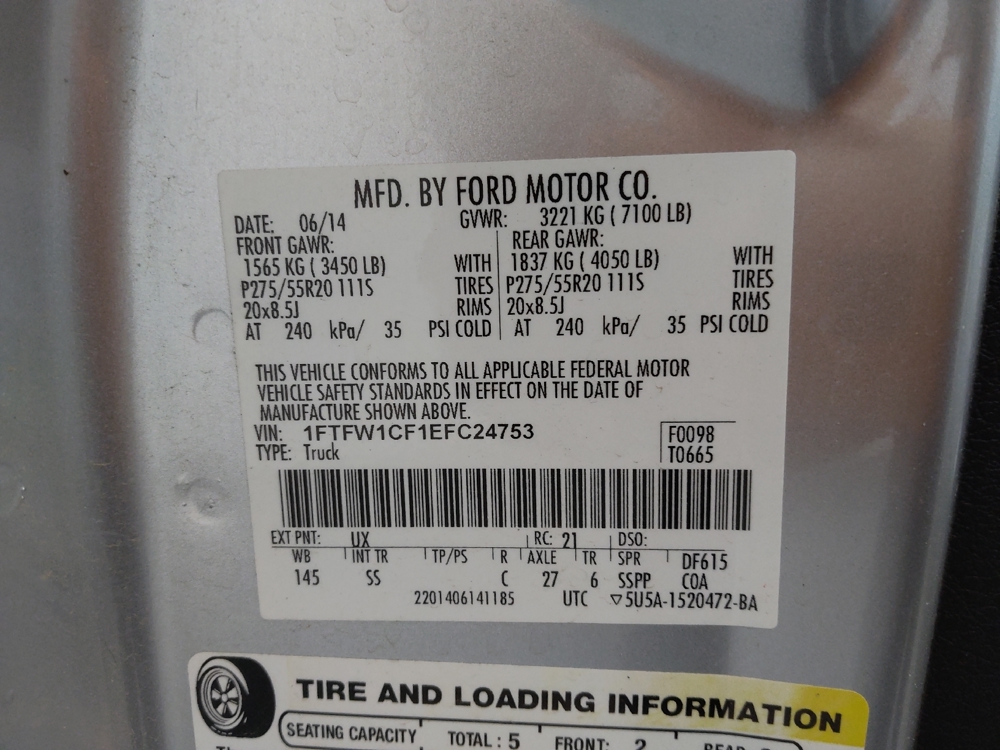 MFD. BY FORD MOTOR CO.
DATE: 06/14 GVWR: 3221 KG ( 7100 LB)
FRONT GAWR: REAR GAWR:
1565 KG ( 3450 LB) WITH 1837 KG ( 4050 LB) WITH
P275/55R20 111S TIRES P275/55R20 111S TIRES
20x8.5J RIMS 20x8.5J RIMS
AT 240 kPa/ 35 PSI COLD AT 240 kPa/ 35 PSI COLD
THIS VEHICLE CONFORMS TO ALL APPLICABLE FEDERAL MOTOR
VEHICLE SAFETY STANDARDS IN EFFECT ON THE DATE OF
MANUFACTURE SHOWN ABOVE.
VIN: 1FTFW1CF1EFC24753 F0098
TYPE: Truck T0665
EXT PNT: UX RC: 21 DSO:
WB INT TR TP/PS R AXLE TR SPR DF615
145 SS C 27 6 SSPP COA
2201406141185 UTC ▽5U5A-1520472-BA
TIRE AND LOADING INFORMATION
SEATING CAPACITY TOTAL : 5 FRONT: 2